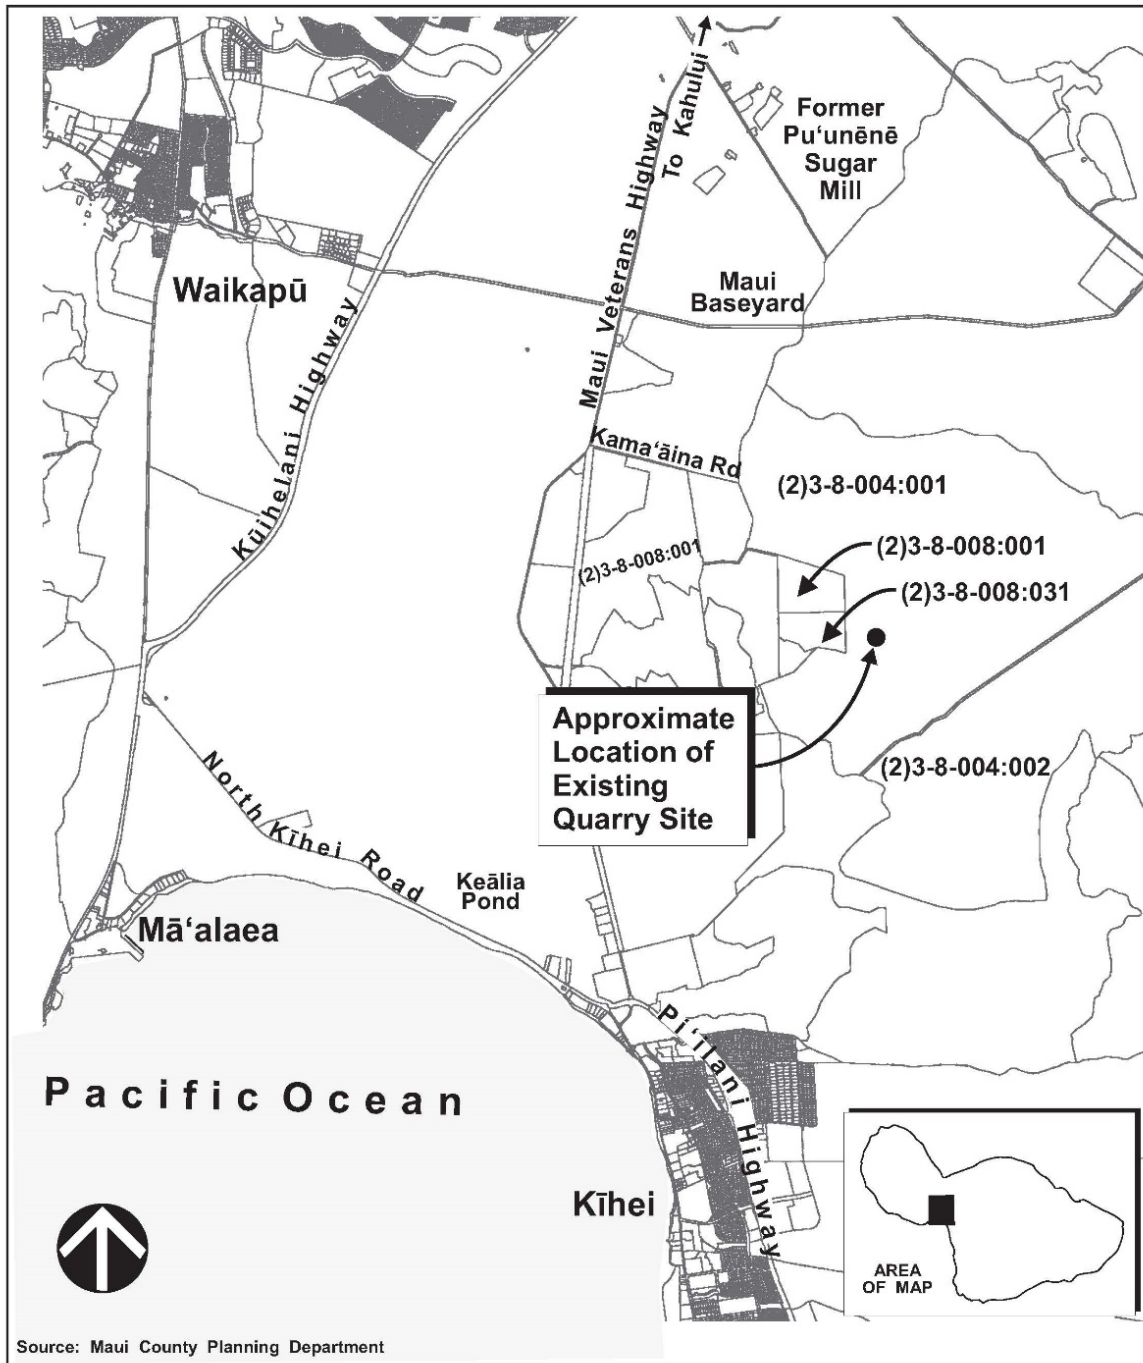 To Kahului
Former
Pu‘unēnē
Sugar
Mill
Maui Veterans Highway
Waikapū
Maui
Baseyard
Kūihelani Highway
Kama‘āina Rd
(2)3-8-004:001
(2)3-8-008:001
(2)3-8-008:001
(2)3-8-008:031
Approximate
Location of
Existing
Quarry Site
(2)3-8-004:002
North Kīhei Road
Keālia
Pond
Mā‘alaea
Pi‘ilani Highway
Pacific Ocean
Kīhei
AREA
OF MAP
Source: Maui County Planning Department